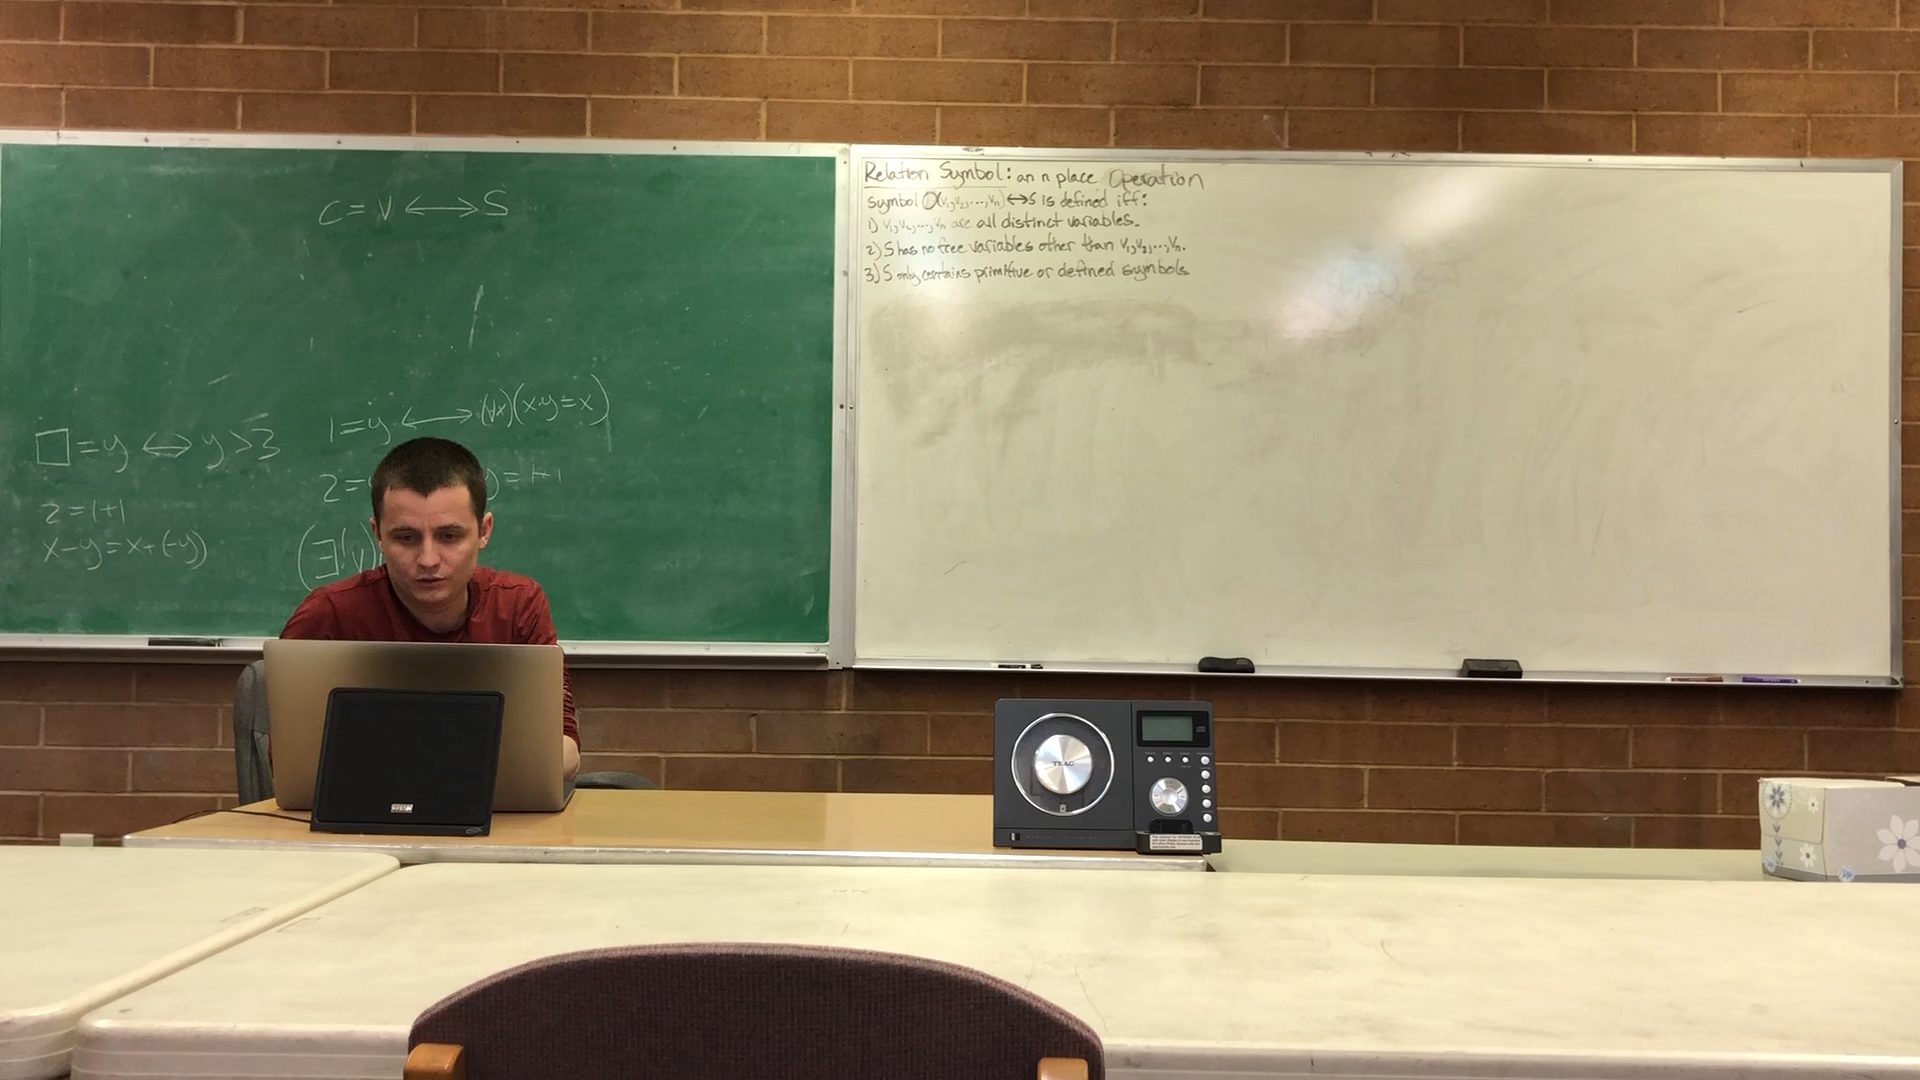 C = V ⟷ S
1 = y ⟷ (∀x)(x·y = x)
□ = y ⟷ y > 3
2 = y = 1+1
2 = 1+1
x-y = x+(-y)
(∃!v)
Relation Symbol: an n place Operation
Symbol O(v₁,v₂,...,vₙ) ↔ S is defined iff:
1) v₁,v₂,...,vₙ are all distinct variables.
2) S has no free variables other than v₁,v₂,...,vₙ.
3) S only contains primitive or defined symbols
TEAC